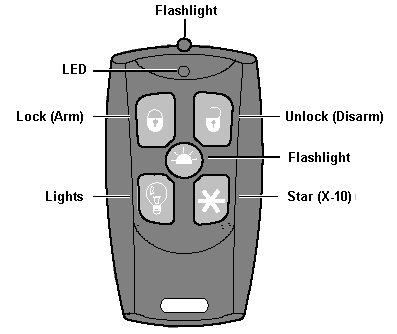 Flashlight
LED
Lock (Arm)
Unlock (Disarm)
Flashlight
Lights
Star (X-10)